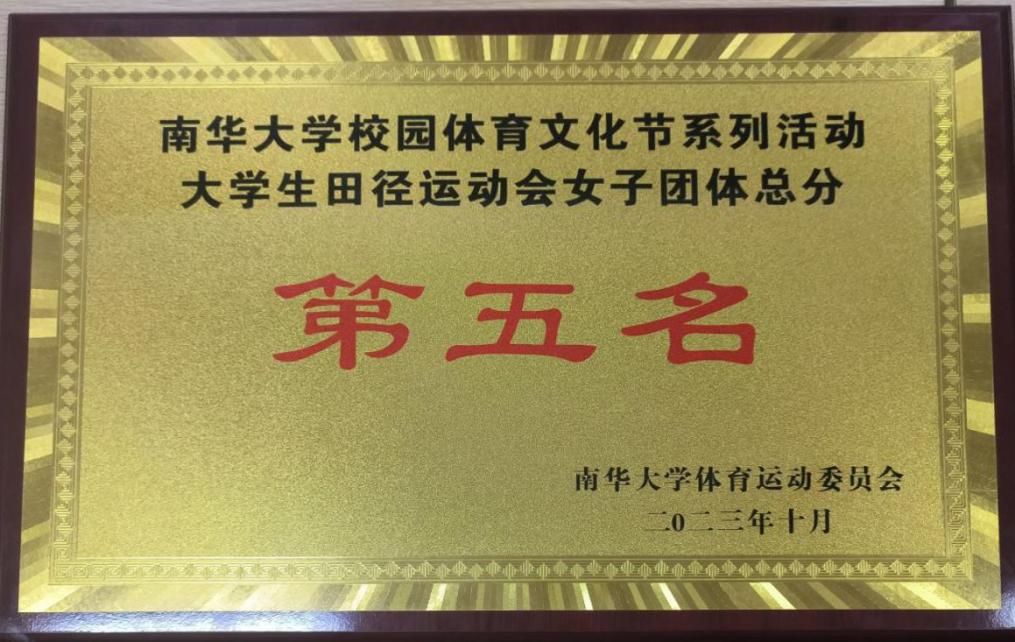 南华大学校园体育文化节系列活动
大学生田径运动会女子团体总分
第五名
南华大学体育运动委员会
二0二三年十月